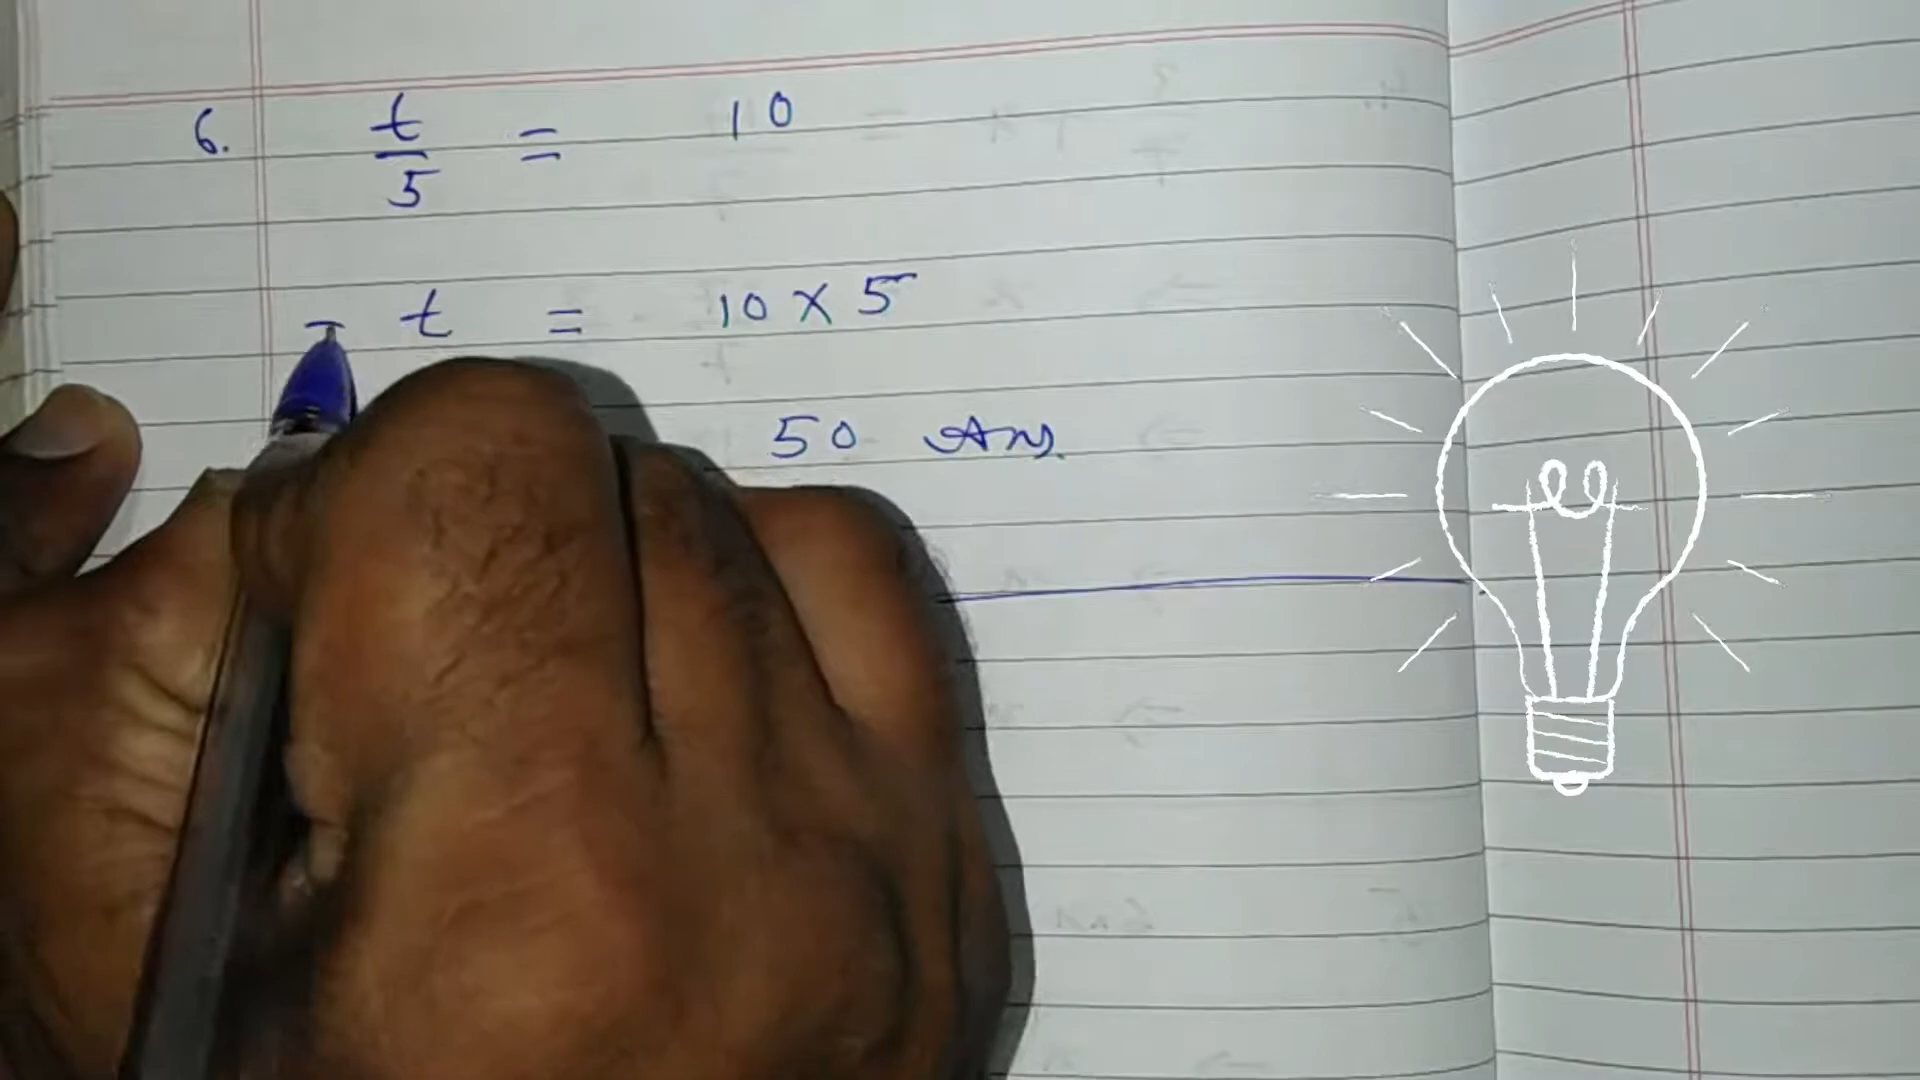 6. t/5 = 10
t = 10 × 5
50 Ans.